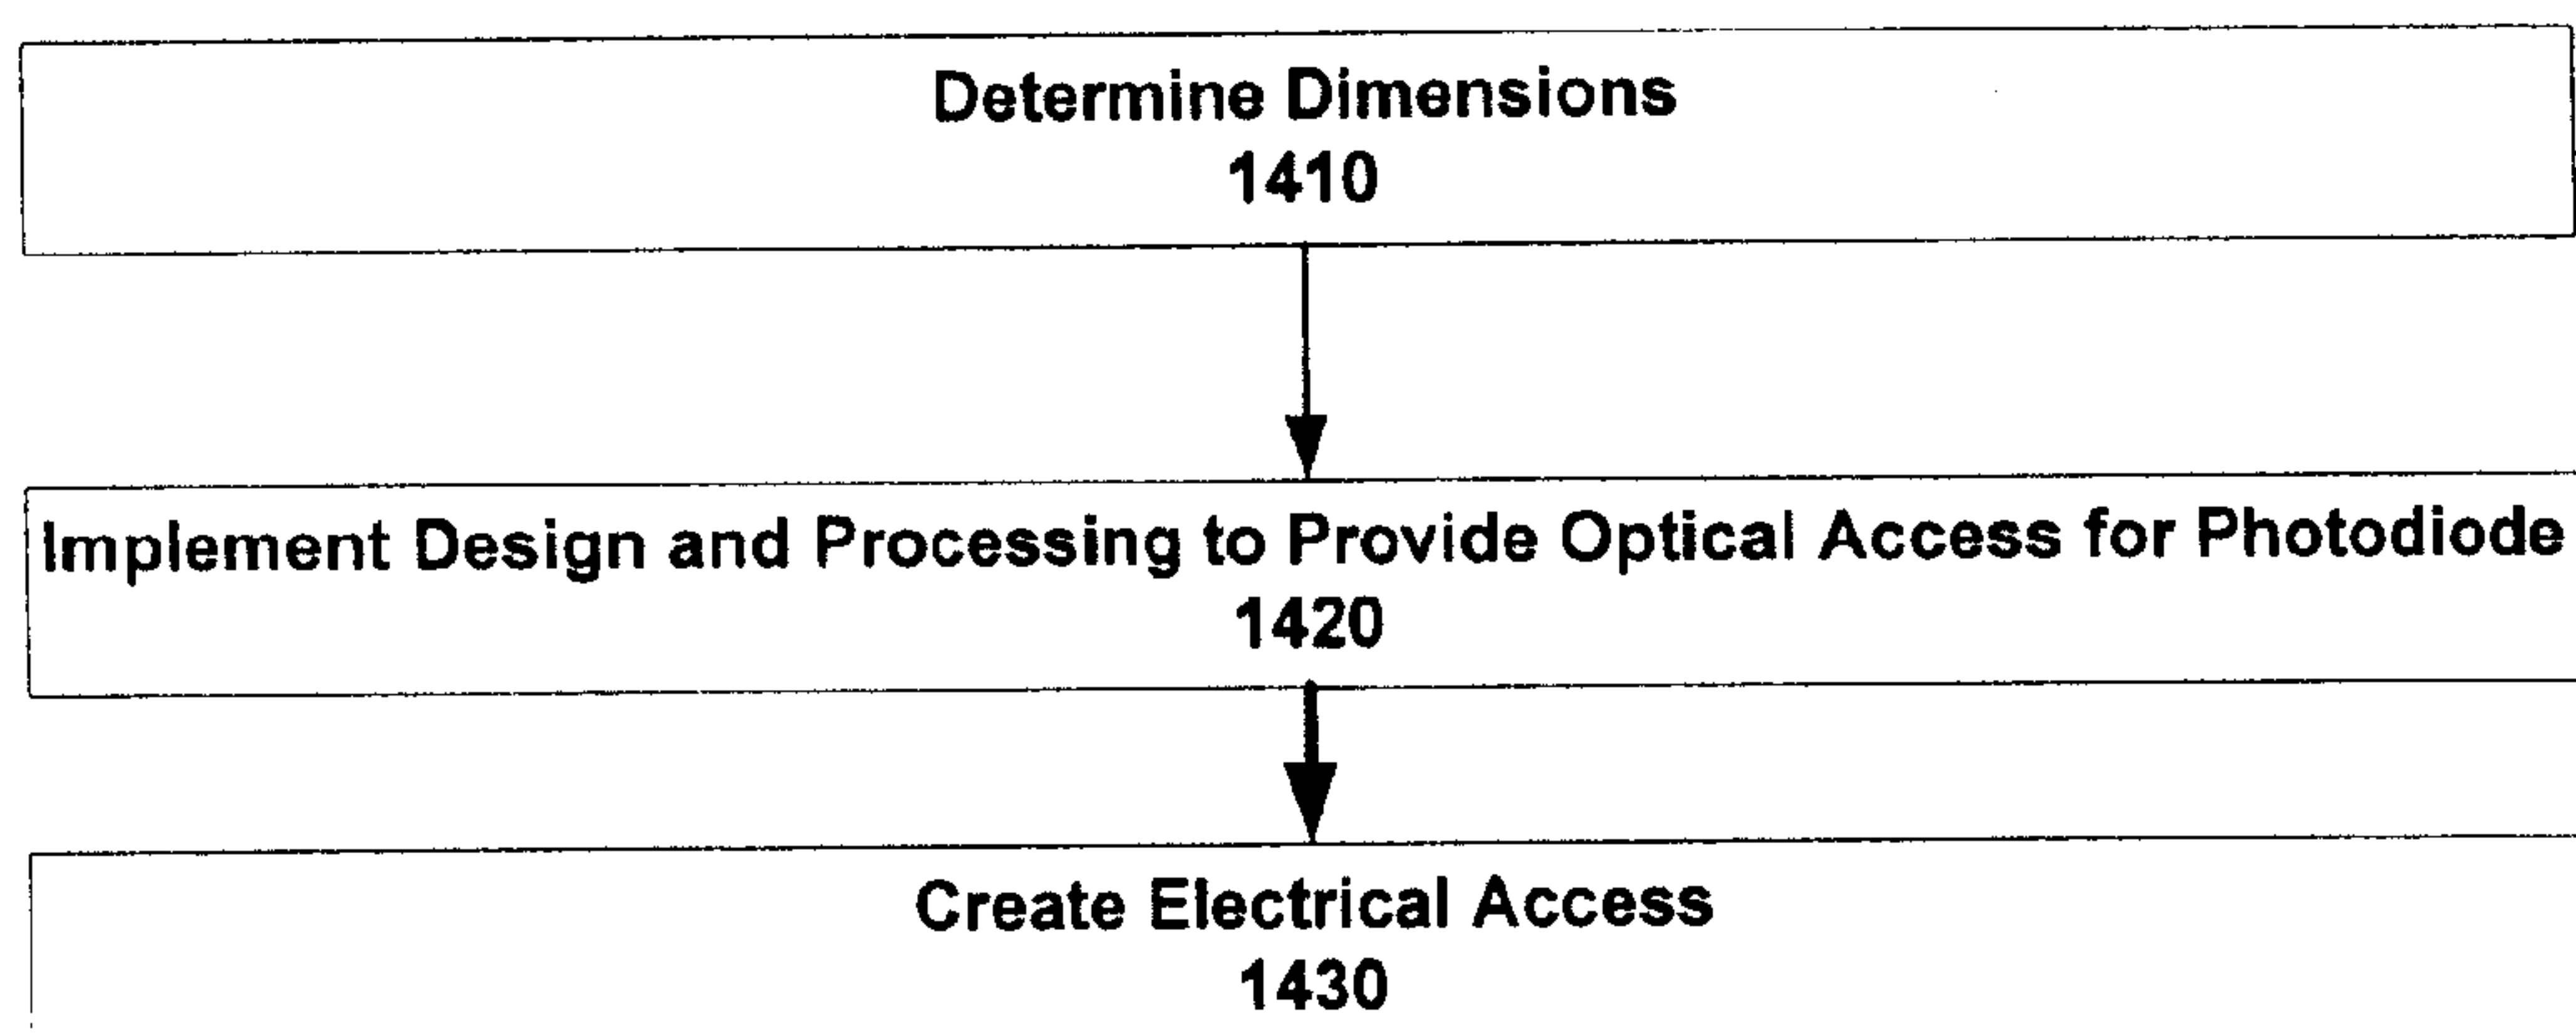 Determine Dimensions
1410
Implement Design and Processing to Provide Optical Access for Photodiode
1420
Create Electrical Access
1430